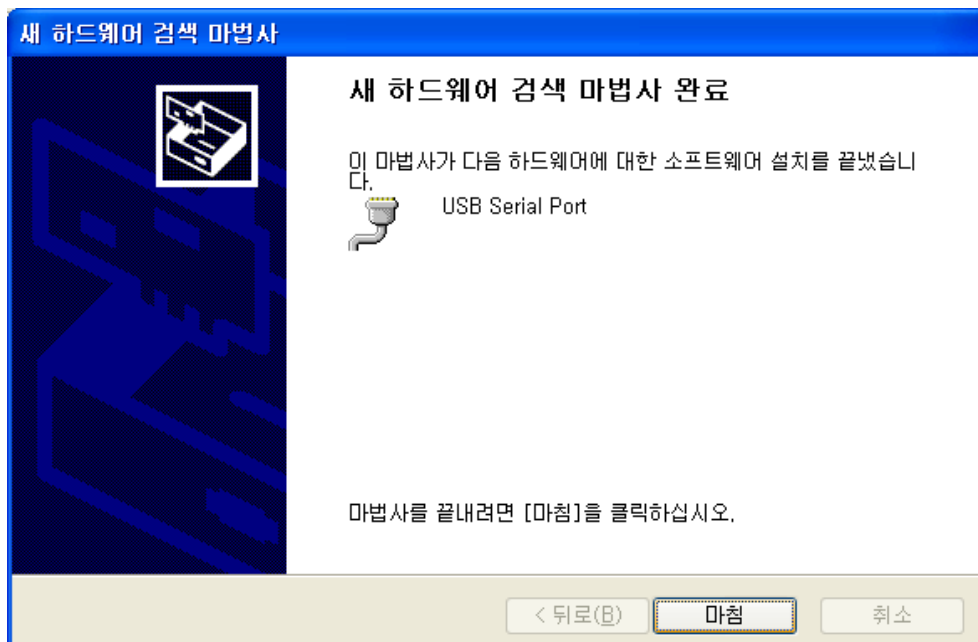 새 하드웨어 검색 마법사
새 하드웨어 검색 마법사 완료
이 마법사가 다음 하드웨어에 대한 소프트웨어 설치를 끝냈습니
다.
USB Serial Port
마법사를 끝내려면 [마침]을 클릭하십시오.
< 뒤로(B) 마침 취소